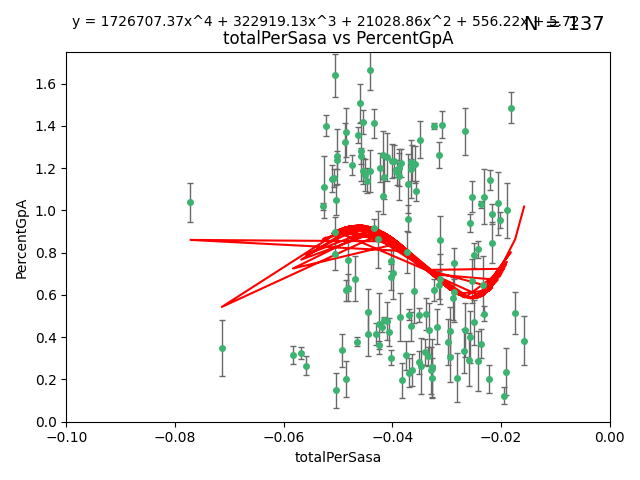 y = 1726707.37x^4 + 322919.13x^3 + 21028.86x^2 + 556.22x + 5.72
N = 137
totalPerSasa vs PercentGpA
1.6
1.4
1.2
1.0
0.8
0.6
0.4
0.2
0.0
PercentGpA
−0.10 −0.08 −0.06 −0.04 −0.02 0.00
totalPerSasa